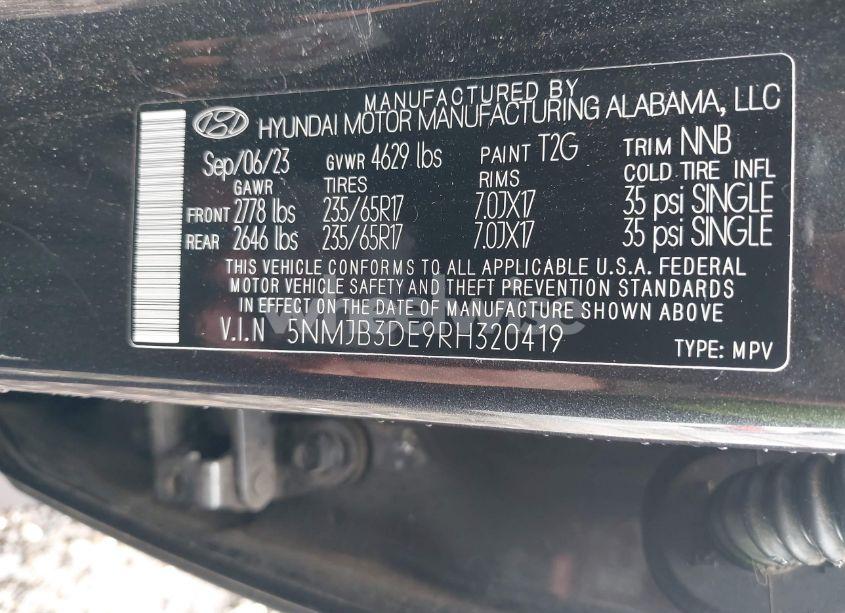 MANUFACTURED BY
HYUNDAI MOTOR MANUFACTURING ALABAMA, LLC
Sep/06/23 GVWR 4629 lbs PAINT T2G TRIM NNB
GAWR TIRES RIMS COLD TIRE INFL
FRONT 2778 lbs 235/65R17 7.0JX17 35 psi SINGLE
REAR 2646 lbs 235/65R17 7.0JX17 35 psi SINGLE
THIS VEHICLE CONFORMS TO ALL APPLICABLE U.S.A. FEDERAL
MOTOR VEHICLE SAFETY AND THEFT PREVENTION STANDARDS
IN EFFECT ON THE DATE OF MANUFACTURE SHOWN ABOVE.
V.I.N 5NMJB3DE9RH320419
TYPE: MPV